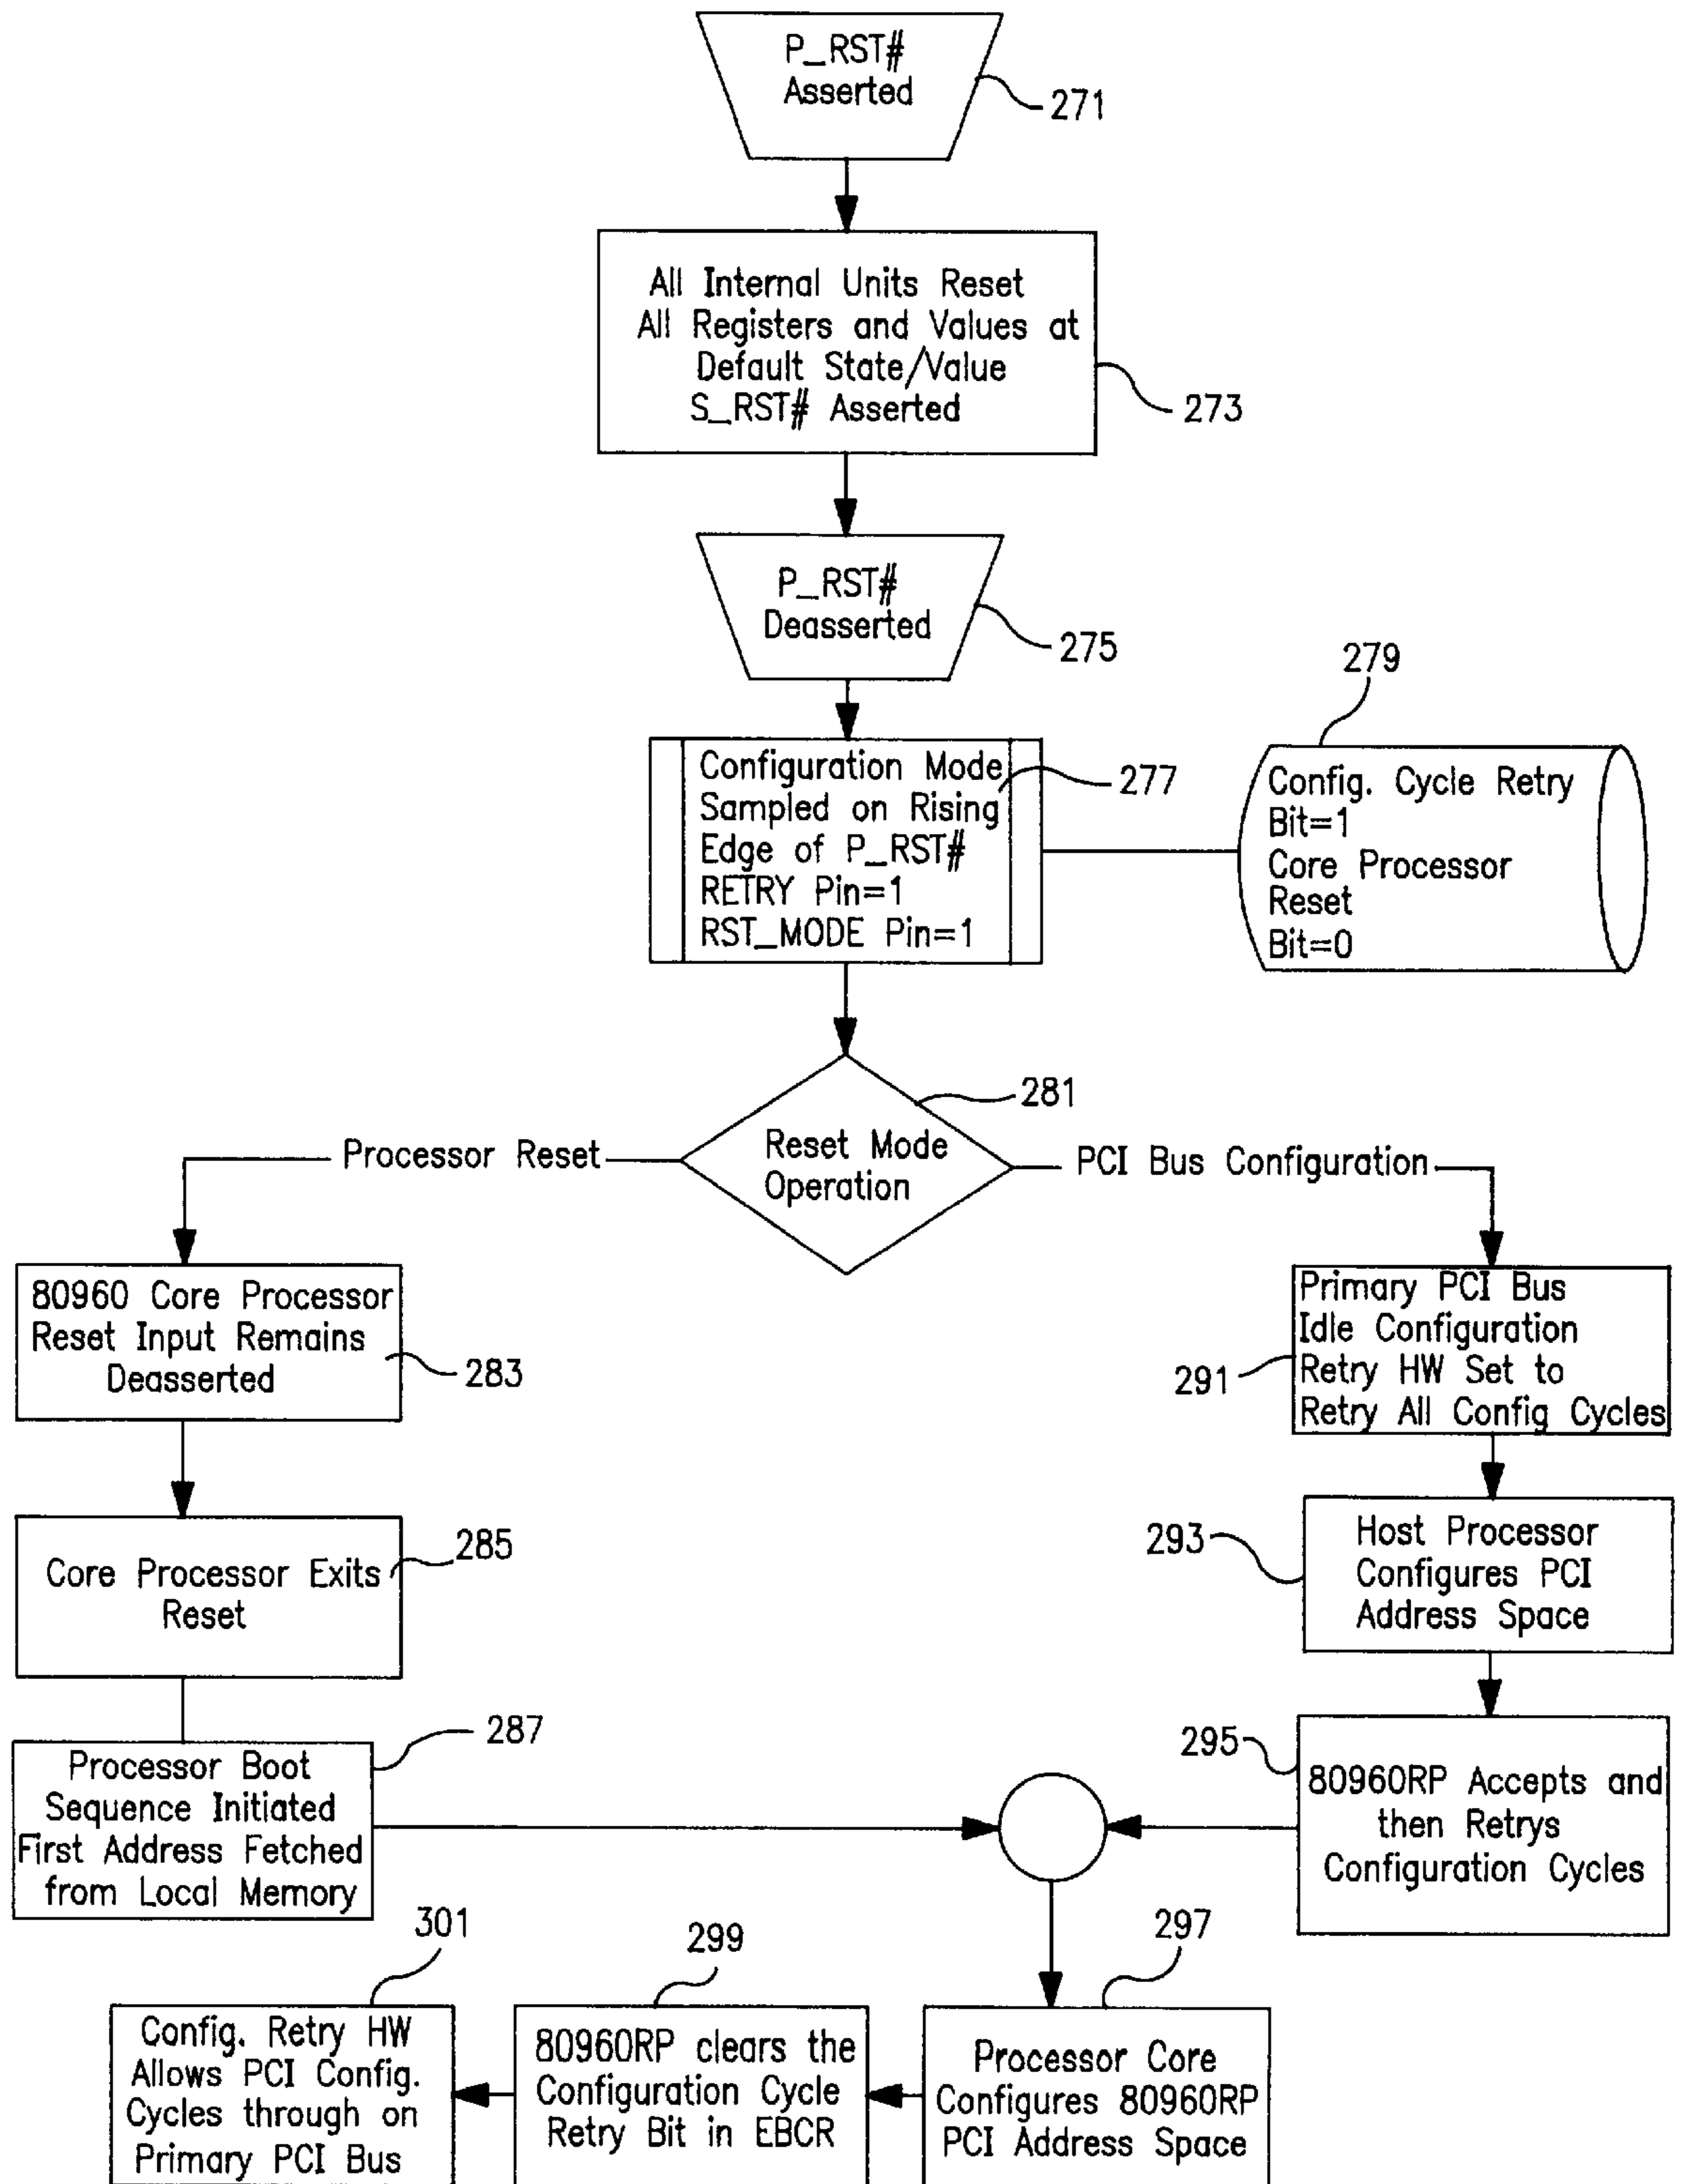 P_RST#
Asserted
271
All Internal Units Reset
All Registers and Values at
Default State/Value
S_RST# Asserted
273
P_RST#
Deasserted
275
Configuration Mode
Sampled on Rising
Edge of P_RST#
RETRY Pin=1
RST_MODE Pin=1
277
279
Config. Cycle Retry
Bit=1
Core Processor
Reset
Bit=0
281
Reset Mode
Operation
Processor Reset
PCI Bus Configuration
80960 Core Processor
Reset Input Remains
Deasserted
283
Core Processor Exits
Reset
285
287
Processor Boot
Sequence Initiated
First Address Fetched
from Local Memory
Primary PCI Bus
Idle Configuration
Retry HW Set to
Retry All Config Cycles
291
293
Host Processor
Configures PCI
Address Space
295
80960RP Accepts and
then Retrys
Configuration Cycles
297
Processor Core
Configures 80960RP
PCI Address Space
299
80960RP clears the
Configuration Cycle
Retry Bit in EBCR
301
Config. Retry HW
Allows PCI Config.
Cycles through on
Primary PCI Bus